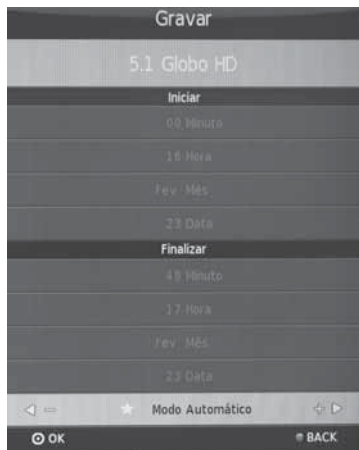 Gravar
5.1 Globo HD
Iniciar
00 Minuto
16 Hora
Fev Mês
23 Data
Finalizar
48 Minuto
17 Hora
Fev Mês
23 Data
Modo Automático
OK
BACK